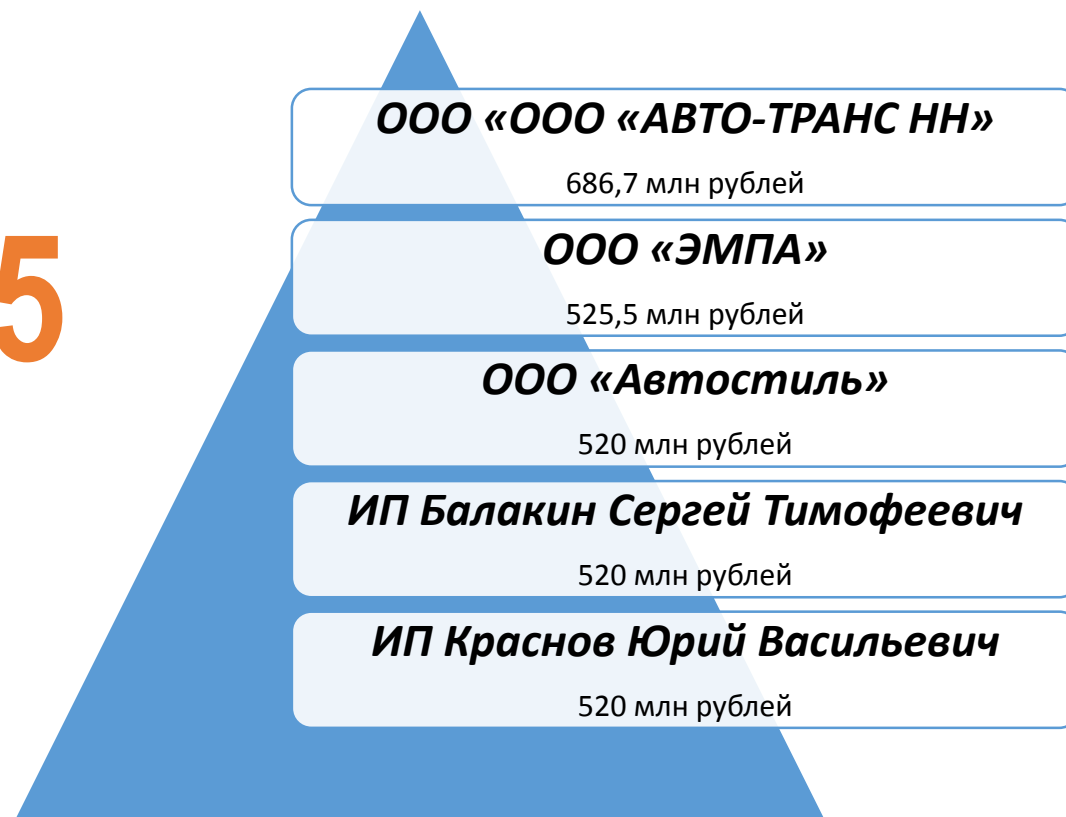 5
ООО «ООО «АВТО-ТРАНС НН»
686,7 млн рублей
ООО «ЭМПА»
525,5 млн рублей
ООО «Автостиль»
520 млн рублей
ИП Балакин Сергей Тимофеевич
520 млн рублей
ИП Краснов Юрий Васильевич
520 млн рублей